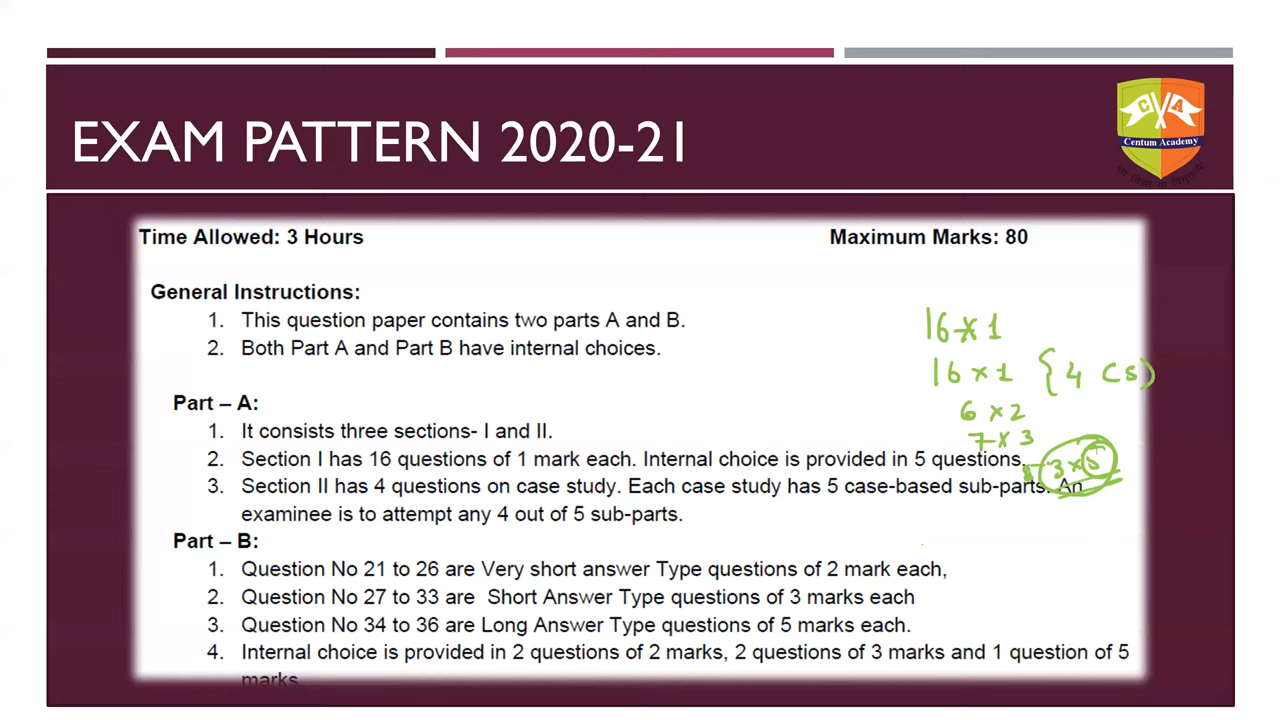 EXAM PATTERN 2020-21
C A
Centum Academy
Time Allowed: 3 Hours Maximum Marks: 80
General Instructions:
1. This question paper contains two parts A and B.
2. Both Part A and Part B have internal choices.
16 × 1
16 × 1 { 4 CS )
6 × 2
7 × 3
3 × 5
Part – A:
1. It consists three sections- I and II.
2. Section I has 16 questions of 1 mark each. Internal choice is provided in 5 questions.
3. Section II has 4 questions on case study. Each case study has 5 case-based sub-parts. An
examinee is to attempt any 4 out of 5 sub-parts.
Part – B:
1. Question No 21 to 26 are Very short answer Type questions of 2 mark each,
2. Question No 27 to 33 are Short Answer Type questions of 3 marks each
3. Question No 34 to 36 are Long Answer Type questions of 5 marks each.
4. Internal choice is provided in 2 questions of 2 marks, 2 questions of 3 marks and 1 question of 5
marks